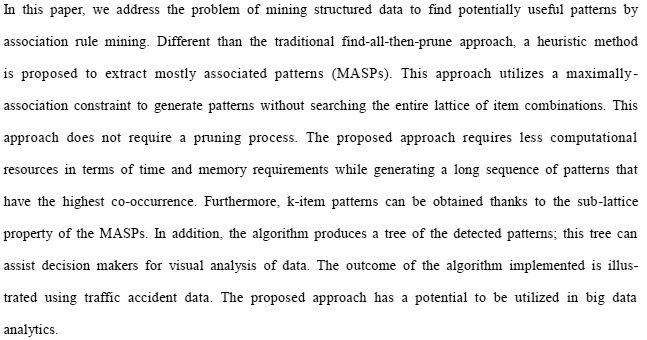 In this paper, we address the problem of mining structured data to find potentially useful patterns by
association rule mining. Different than the traditional find-all-then-prune approach, a heuristic method
is proposed to extract mostly associated patterns (MASPs). This approach utilizes a maximally-
association constraint to generate patterns without searching the entire lattice of item combinations. This
approach does not require a pruning process. The proposed approach requires less computational
resources in terms of time and memory requirements while generating a long sequence of patterns that
have the highest co-occurrence. Furthermore, k-item patterns can be obtained thanks to the sub-lattice
property of the MASPs. In addition, the algorithm produces a tree of the detected patterns; this tree can
assist decision makers for visual analysis of data. The outcome of the algorithm implemented is illus-
trated using traffic accident data. The proposed approach has a potential to be utilized in big data
analytics.